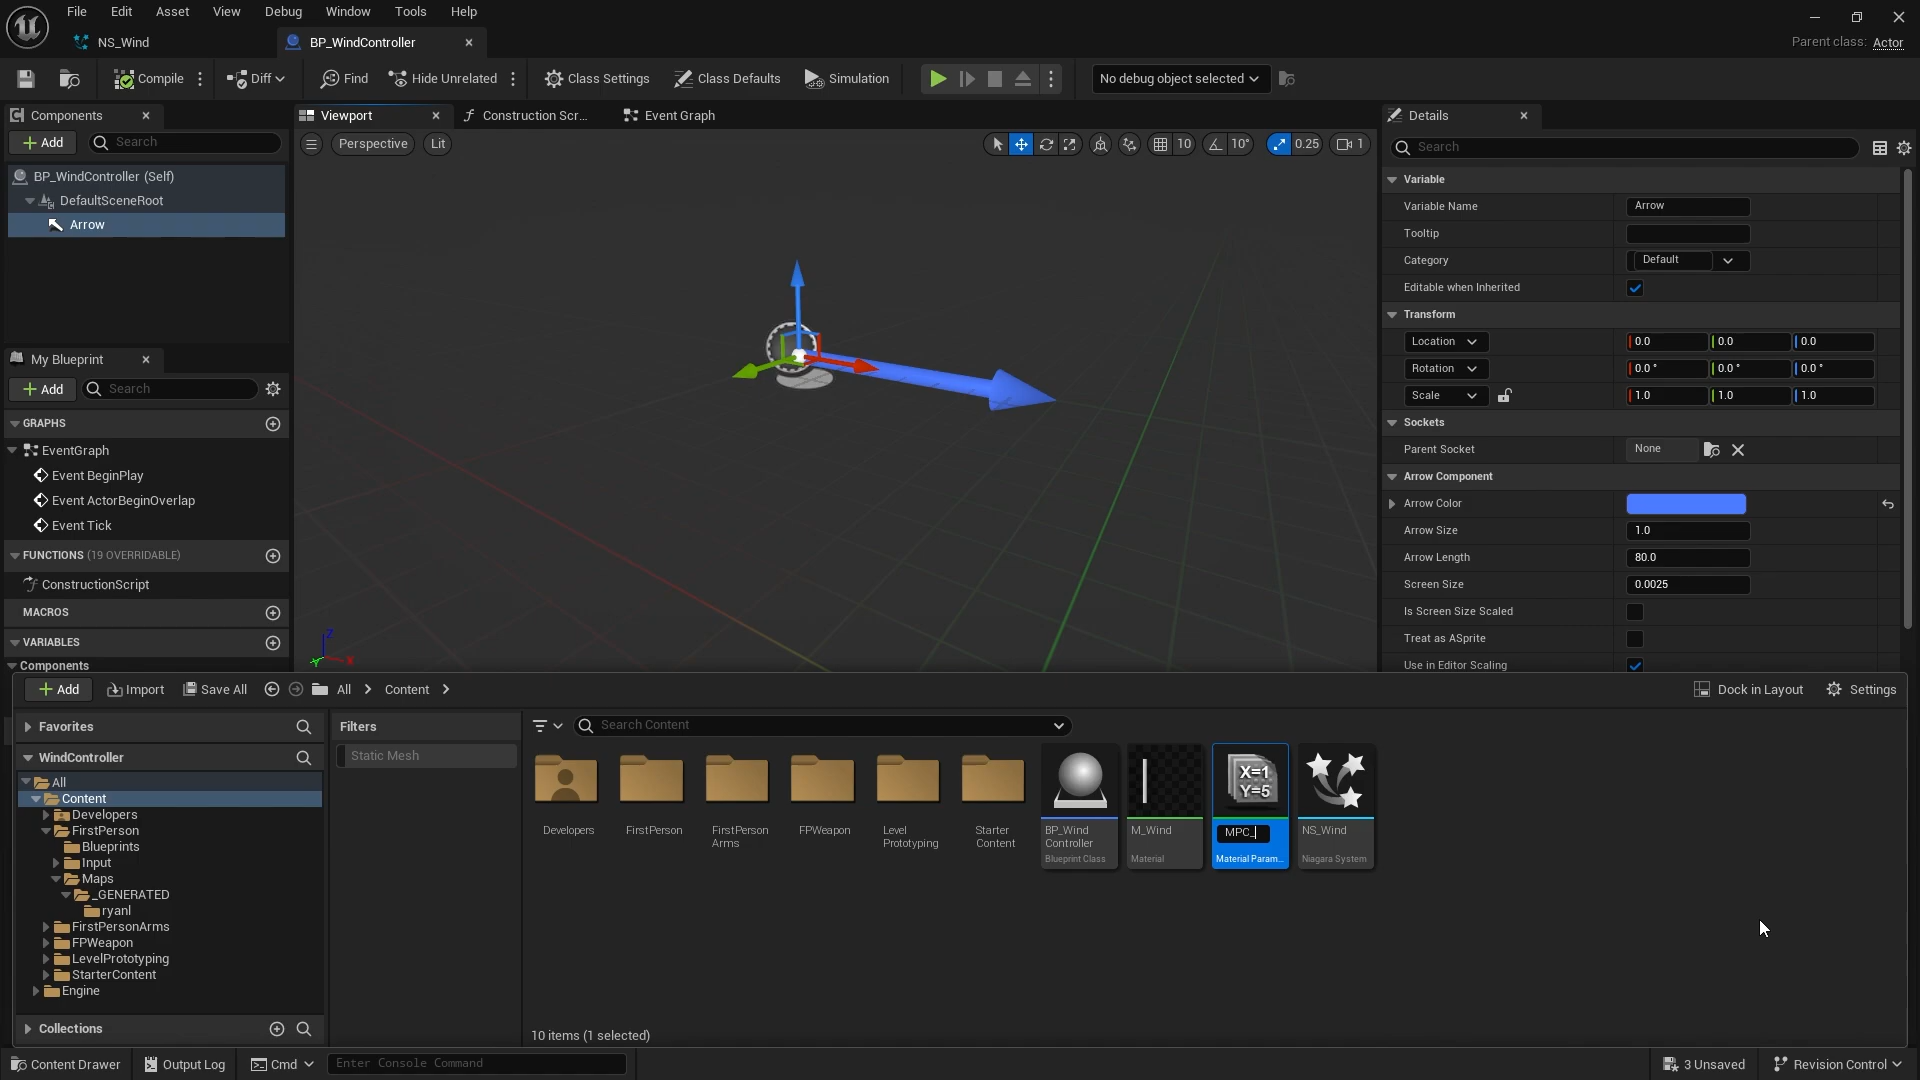 File Edit Asset View Debug Window Tools Help
NS_Wind
BP_WindController
Parent class: Actor
Compile
Diff
Find
Hide Unrelated
Class Settings
Class Defaults
Simulation
No debug object selected
Components
Add
Search
BP_WindController (Self)
DefaultSceneRoot
Arrow
My Blueprint
Add
Search
GRAPHS
EventGraph
Event BeginPlay
Event ActorBeginOverlap
Event Tick
FUNCTIONS (19 OVERRIDABLE)
ConstructionScript
MACROS
VARIABLES
Components
Viewport
Construction Scr...
Event Graph
Perspective
Lit
10
10°
0.25
1
Z
Y
X
Details
Search
Variable
Variable Name Arrow
Tooltip
Category Default
Editable when Inherited
Transform
Location 0.0 0.0 0.0
Rotation 0.0 ° 0.0 ° 0.0 °
Scale 1.0 1.0 1.0
Sockets
Parent Socket None
Arrow Component
Arrow Color
Arrow Size 1.0
Arrow Length 80.0
Screen Size 0.0025
Is Screen Size Scaled
Treat as ASprite
Use in Editor Scaling
Add
Import
Save All
All
Content
Dock in Layout
Settings
Favorites
WindController
All
Content
Developers
FirstPerson
Blueprints
Input
Maps
_GENERATED
ryanl
FirstPersonArms
FPWeapon
LevelPrototyping
StarterContent
Engine
Collections
Filters
Static Mesh
Search Content
Developers
FirstPerson
FirstPerson
Arms
FPWeapon
Level
Prototyping
Starter
Content
BP_Wind
Controller
Blueprint Class
M_Wind
Material
X=1
Y=5
MPC_
Material Param...
NS_Wind
Niagara System
10 items (1 selected)
Content Drawer
Output Log
Cmd
Enter Console Command
3 Unsaved
Revision Control